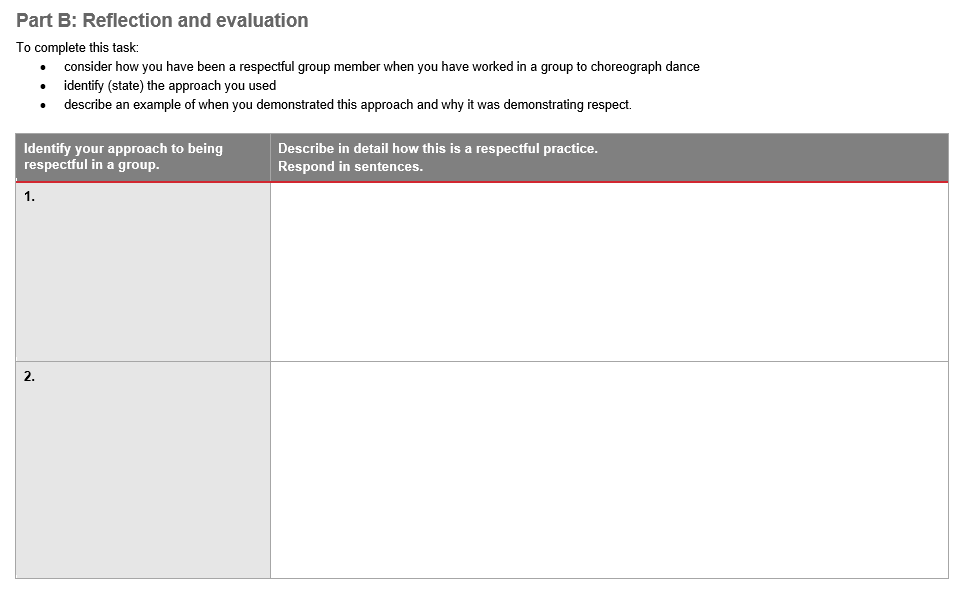 Part B: Reflection and evaluation
To complete this task:
• consider how you have been a respectful group member when you have worked in a group to choreograph dance
• identify (state) the approach you used
• describe an example of when you demonstrated this approach and why it was demonstrating respect.
Identify your approach to being
respectful in a group.
Describe in detail how this is a respectful practice.
Respond in sentences.
1.
2.